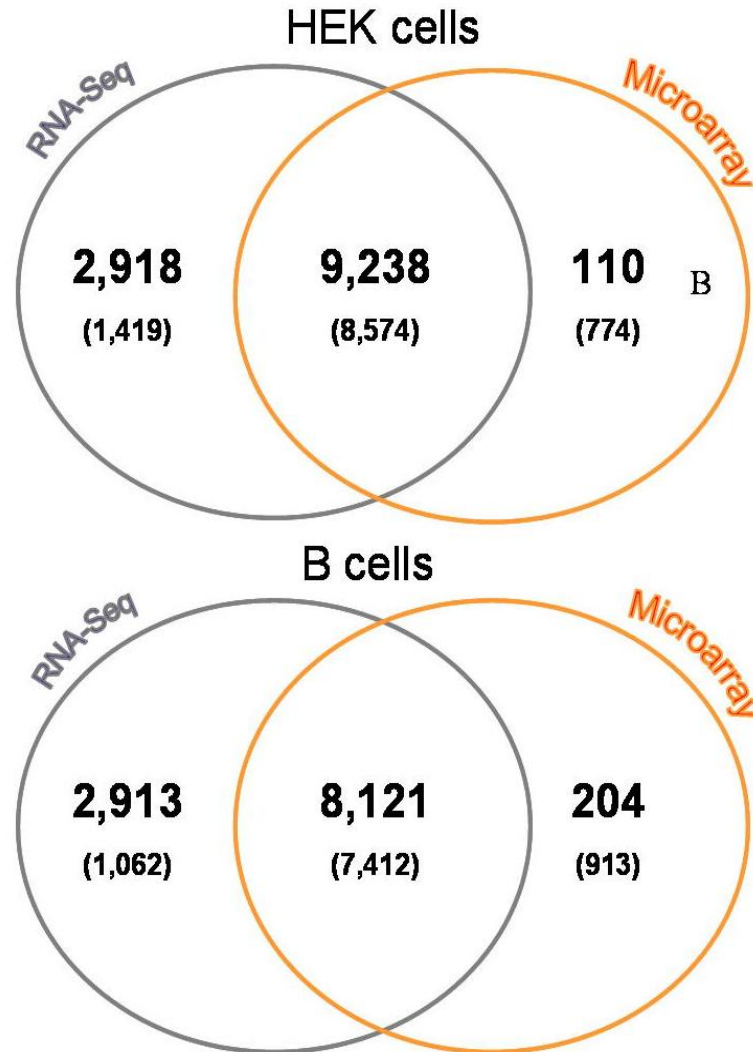 HEK cells
RNA-Seq
Microarray
2,918 9,238 110 B
(1,419) (8,574) (774)
B cells
RNA-Seq
Microarray
2,913 8,121 204
(1,062) (7,412) (913)